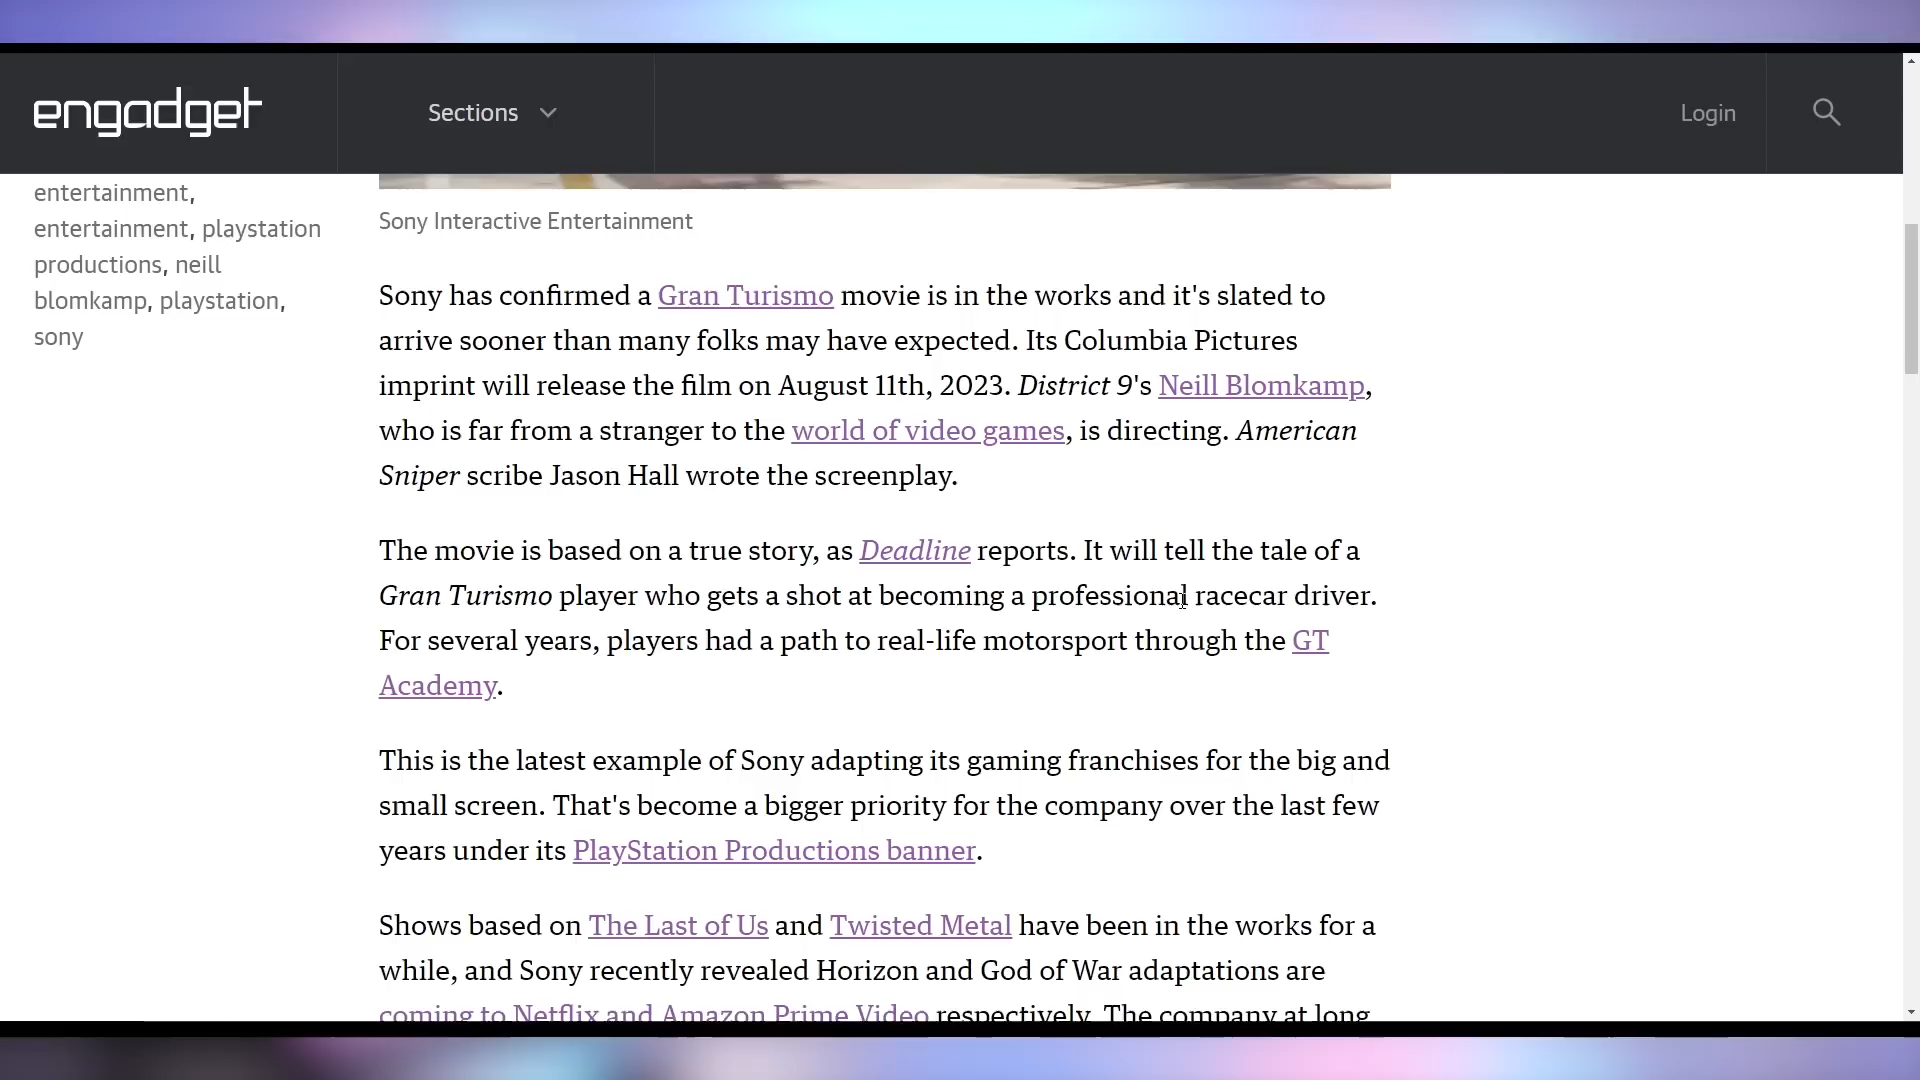 engadget
Sections
Login
entertainment,
entertainment, playstation
productions, neill
blomkamp, playstation,
sony
Sony Interactive Entertainment
Sony has confirmed a Gran Turismo movie is in the works and it's slated to
arrive sooner than many folks may have expected. Its Columbia Pictures
imprint will release the film on August 11th, 2023. District 9's Neill Blomkamp,
who is far from a stranger to the world of video games, is directing. American
Sniper scribe Jason Hall wrote the screenplay.
The movie is based on a true story, as Deadline reports. It will tell the tale of a
Gran Turismo player who gets a shot at becoming a professional racecar driver.
For several years, players had a path to real-life motorsport through the GT
Academy.
This is the latest example of Sony adapting its gaming franchises for the big and
small screen. That's become a bigger priority for the company over the last few
years under its PlayStation Productions banner.
Shows based on The Last of Us and Twisted Metal have been in the works for a
while, and Sony recently revealed Horizon and God of War adaptations are
coming to Netflix and Amazon Prime Video respectively. The company at long